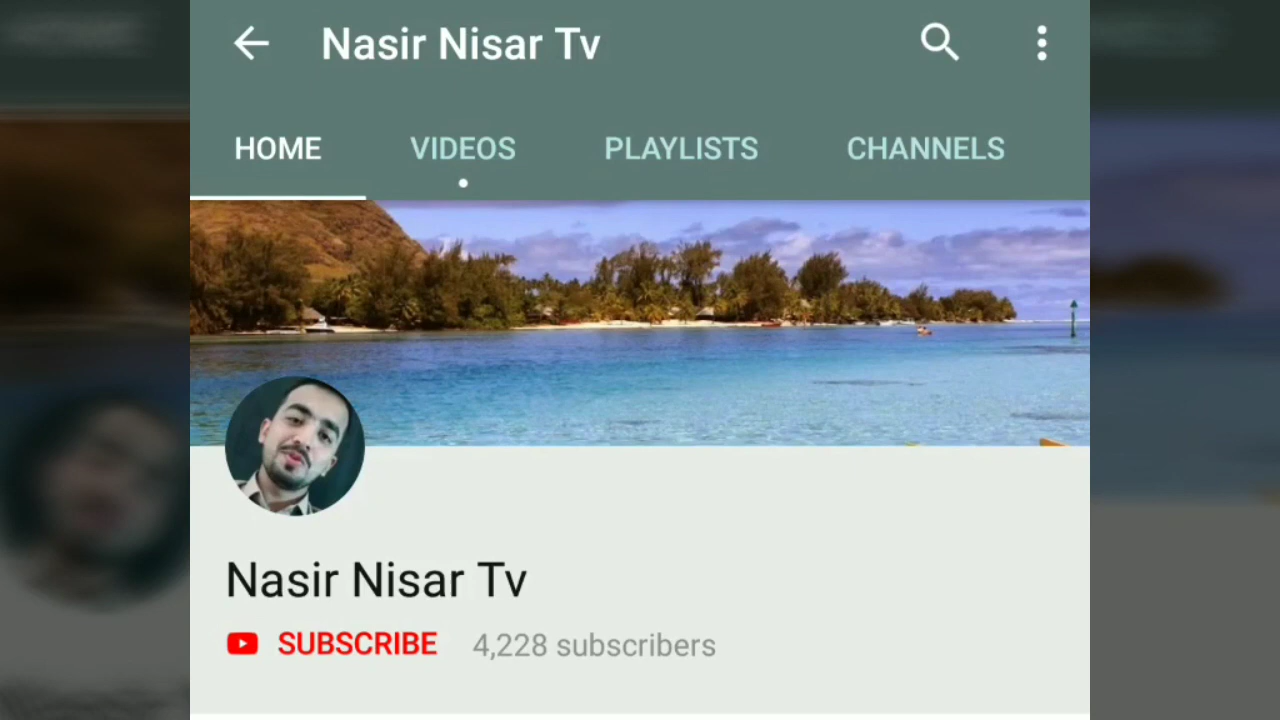 Nasir Nisar Tv
HOME VIDEOS PLAYLISTS CHANNELS
Nasir Nisar Tv
SUBSCRIBE 4,228 subscribers